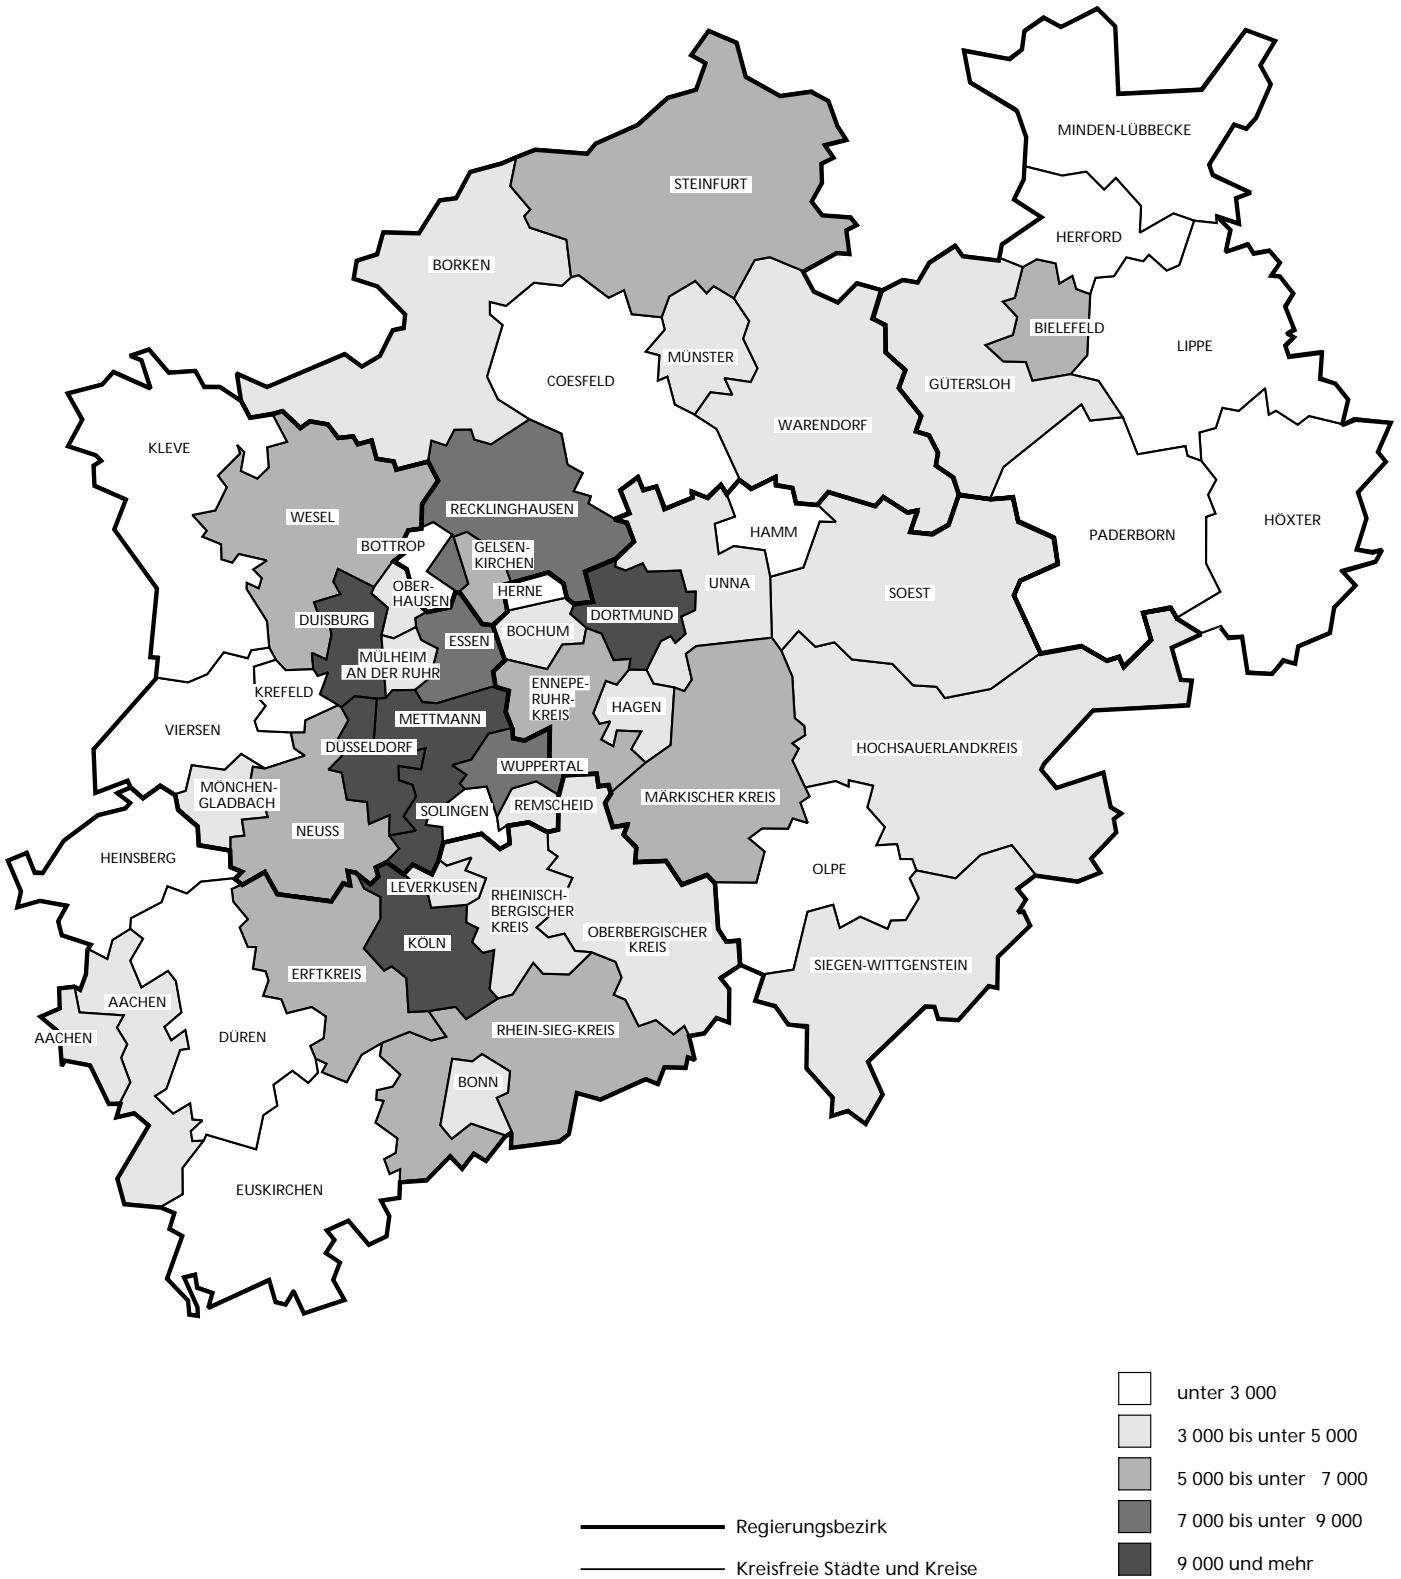 MINDEN-LÜBBECKE
STEINFURT
HERFORD
BORKEN
BIELEFELD
LIPPE
MÜNSTER
COESFELD
GÜTERSLOH
WARENDORF
KLEVE
RECKLINGHAUSEN
WESEL
HÖXTER
HAMM
PADERBORN
BOTTROP
GELSEN-
KIRCHEN
UNNA
OBER-
HAUSEN
HERNE
SOEST
DUISBURG
DORTMUND
BOCHUM
ESSEN
MÜLHEIM
AN DER RUHR
KREFELD
ENNEPE-
RUHR-
KREIS
HAGEN
METTMANN
VIERSEN
DÜSSELDORF
HOCHSAUERLANDKREIS
WUPPERTAL
MÖNCHEN-
GLADBACH
MÄRKISCHER KREIS
REMSCHEID
SOLINGEN
NEUSS
HEINSBERG
OLPE
LEVERKUSEN
RHEINISCH-
BERGISCHER
KREIS
OBERBERGISCHER
KREIS
KÖLN
SIEGEN-WITTGENSTEIN
ERFTKREIS
AACHEN
RHEIN-SIEG-KREIS
AACHEN
DÜREN
BONN
EUSKIRCHEN
unter 3 000
3 000 bis unter 5 000
5 000 bis unter 7 000
7 000 bis unter 9 000
9 000 und mehr
Regierungsbezirk
Kreisfreie Städte und Kreise